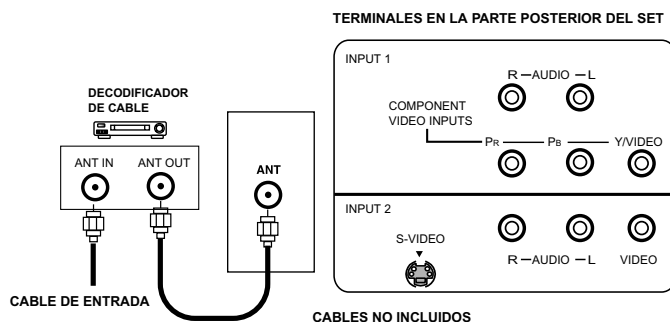 TERMINALES EN LA PARTE POSTERIOR DEL SET
DECODIFICADOR
DE CABLE
ANT IN
ANT OUT
ANT
CABLE DE ENTRADA
INPUT 1
R – AUDIO – L
COMPONENT
VIDEO INPUTS
PR
PB
Y/VIDEO
INPUT 2
S-VIDEO
R – AUDIO – L
VIDEO
CABLES NO INCLUIDOS